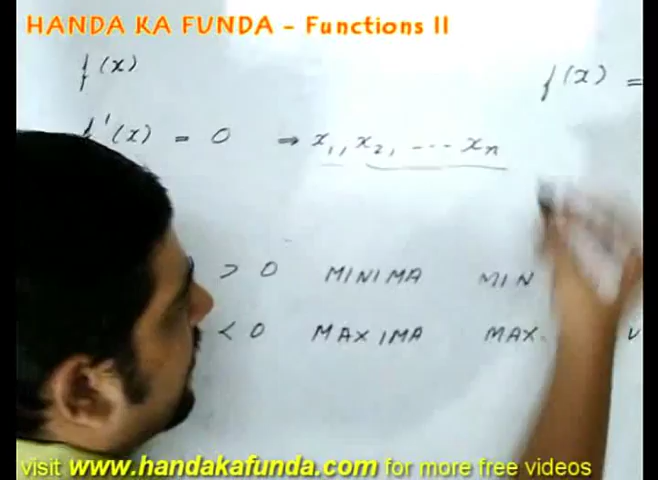 HANDA KA FUNDA - Functions II
f(x)
f(x) =
f'(x) = 0 ⇒ x₁, x₂, --- xₙ
> 0 MINIMA MIN
< 0 MAXIMA MAX.
visit www.handakafunda.com for more free videos